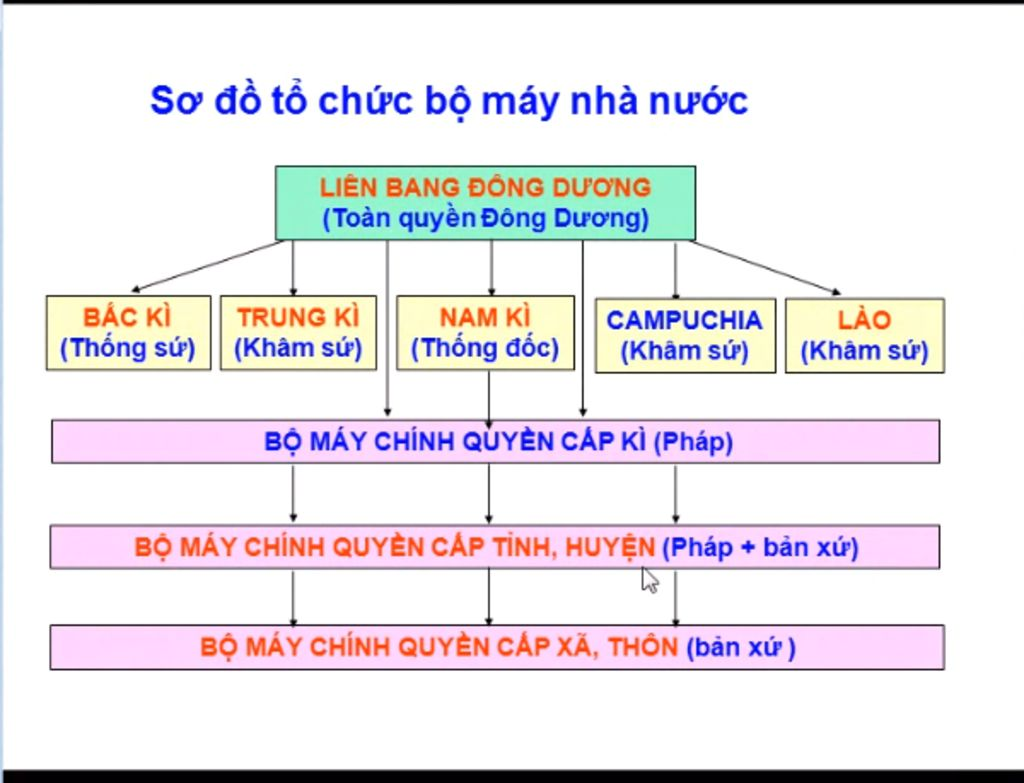 Sơ đồ tổ chức bộ máy nhà nước
LIÊN BANG ĐÔNG DƯƠNG
(Toàn quyền Đông Dương)
BẮC KÌ
(Thống sứ)
TRUNG KÌ
(Khâm sứ)
NAM KÌ
(Thống đốc)
CAMPUCHIA
(Khâm sứ)
LÀO
(Khâm sứ)
BỘ MÁY CHÍNH QUYỀN CẤP KÌ (Pháp)
BỘ MÁY CHÍNH QUYỀN CẤP TỈNH, HUYỆN (Pháp + bản xứ)
BỘ MÁY CHÍNH QUYỀN CẤP XÃ, THÔN (bản xứ )